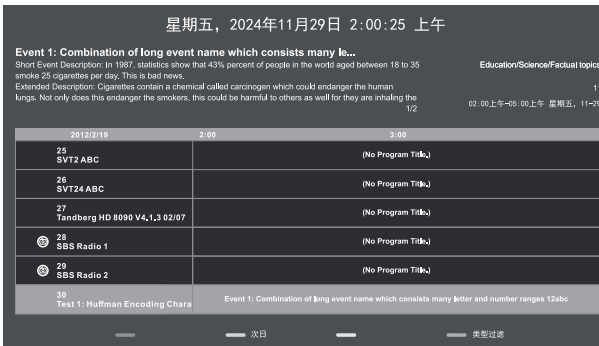 星期五, 2024年11月29日 2:00:25 上午
Event 1: Combination of long event name which consists many le...
Short Event Description: In 1987, statistics show that 43% percent of people in the world aged between 18 to 35
smoke 25 cigarettes per day. This is bad news.
Extended Description: Cigarettes contain a chemical called carcinogen which could endanger the human
lungs. Not only does this endanger the smokers, this could be harmful to others as well for they are inhaling the
1/2
Education/Science/Factual topics
11
02:00上午-05:00上午 星期五, 11-29
2012/2/19 2:00 3:00
25
SVT2 ABC (No Program Title.)
26
SVT24 ABC (No Program Title.)
27
Tandberg HD 8090 V4.1.3 02/07 (No Program Title.)
28
SBS Radio 1 (No Program Title.)
29
SBS Radio 2 (No Program Title.)
30
Test 1: Huffman Encoding Chara Event 1: Combination of long event name which consists many letter and number ranges 12abc
次日 类型过滤